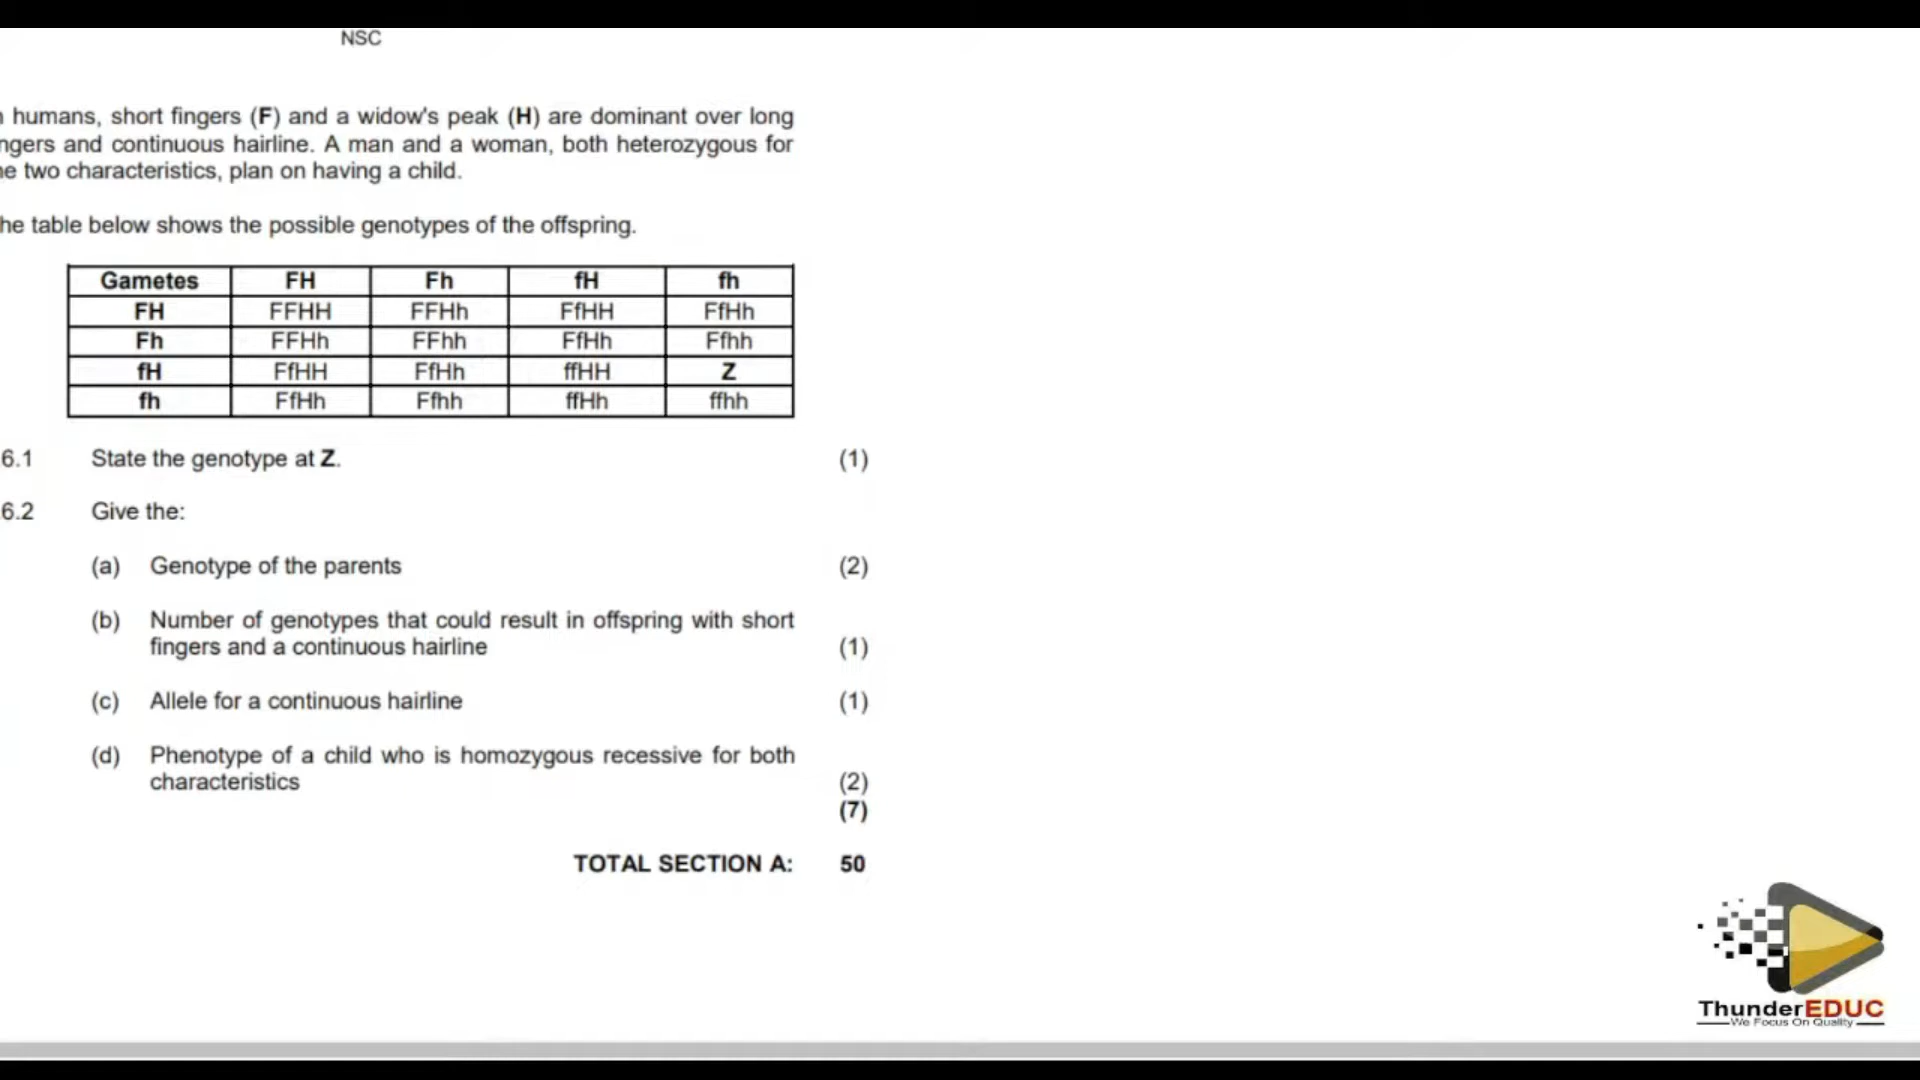 NSC
humans, short fingers (F) and a widow's peak (H) are dominant over long
ngers and continuous hairline. A man and a woman, both heterozygous for
e two characteristics, plan on having a child.
he table below shows the possible genotypes of the offspring.
Gametes FH Fh fH fh
FH FFHH FFHh FfHH FfHh
Fh FFHh FFhh FfHh Ffhh
fH FfHH FfHh ffHH Z
fh FfHh Ffhh ffHh ffhh
6.1 State the genotype at Z. (1)
6.2 Give the:
(a) Genotype of the parents (2)
(b) Number of genotypes that could result in offspring with short
fingers and a continuous hairline (1)
(c) Allele for a continuous hairline (1)
(d) Phenotype of a child who is homozygous recessive for both
characteristics (2)
(7)
TOTAL SECTION A: 50
ThunderEDUC
We Focus On Quality